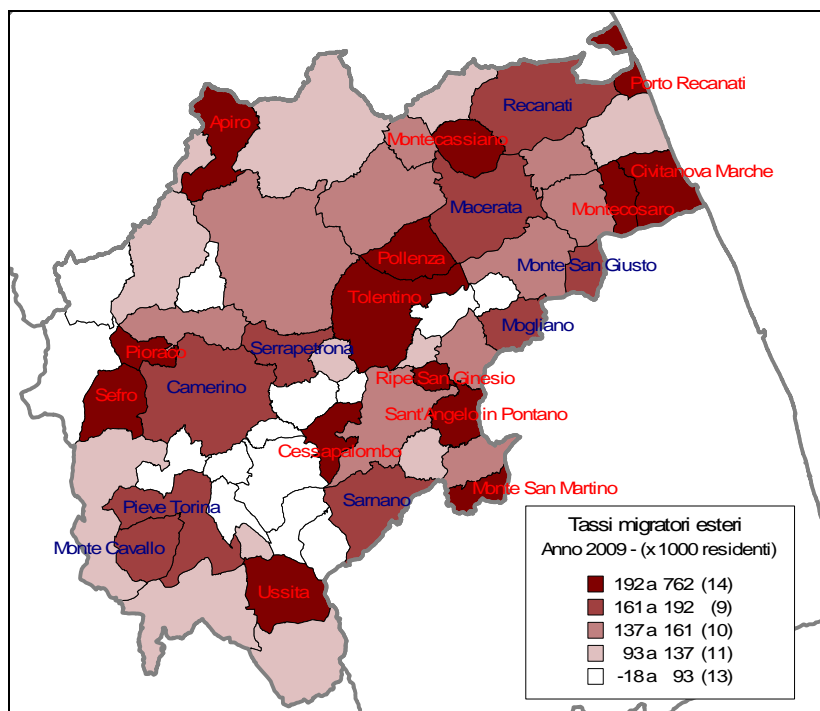 Porto Recanati
Recanati
Apiro
Montecassiano
Civitanova Marche
Macerata
Montecosaro
Pollenza
Monte San Giusto
Tolentino
Mogliano
Serrapetrona
Pioraco
Camerino
Ripe San Ginesio
Sefro
Sant'Angelo in Pontano
Cessapalombo
Monte San Martino
Sarnano
Pieve Torina
Monte Cavallo
Ussita
Tassi migratori esteri
Anno 2009 - (x 1000 residenti)
192 a 762 (14)
161 a 192 (9)
137 a 161 (10)
93 a 137 (11)
-18 a 93 (13)